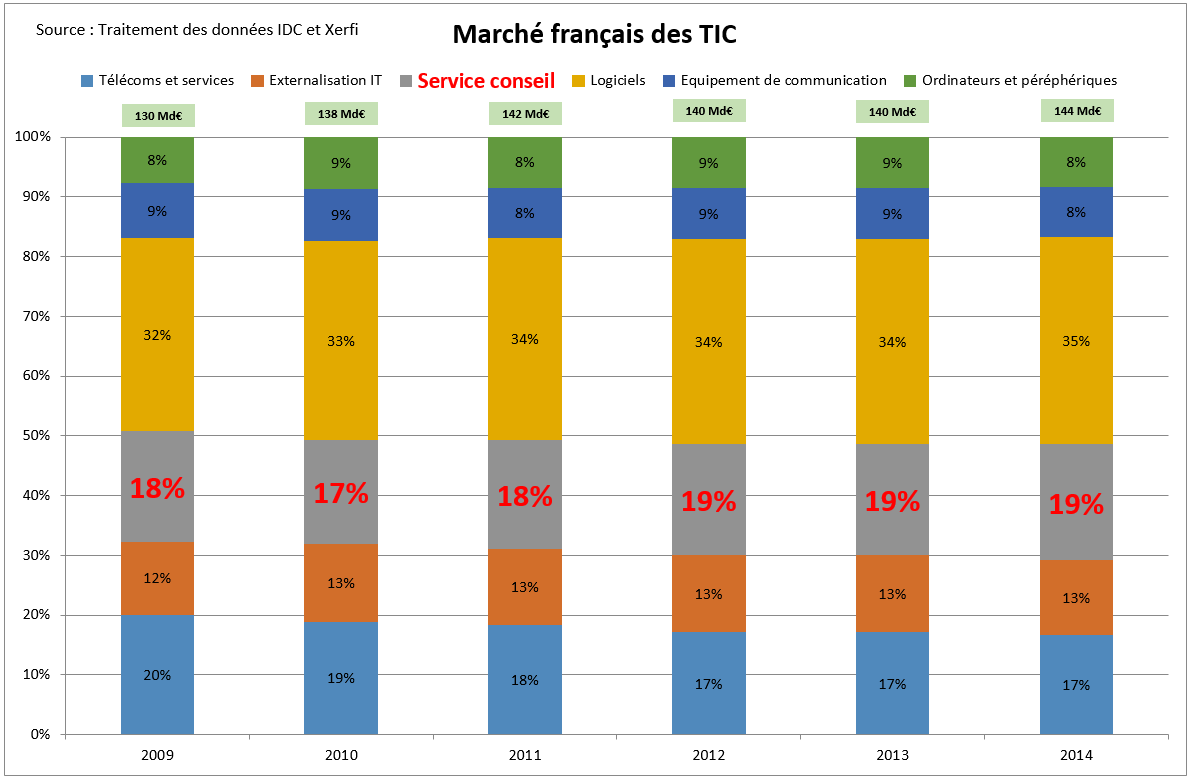 Source : Traitement des données IDC et Xerfi
Marché français des TIC
Télécoms et services Externalisation IT Service conseil Logiciels Equipement de communication Ordinateurs et péréphériques
130 Md€ 138 Md€ 142 Md€ 140 Md€ 140 Md€ 144 Md€
100%
8% 9% 8% 9% 9% 8%
90%
9% 9% 8% 9% 9% 8%
80%
70%
32% 33% 34% 34% 34% 35%
60%
50%
18% 17% 18% 19% 19% 19%
40%
30%
12% 13% 13% 13% 13% 13%
20%
20% 19% 18% 17% 17% 17%
10%
0%
2009 2010 2011 2012 2013 2014